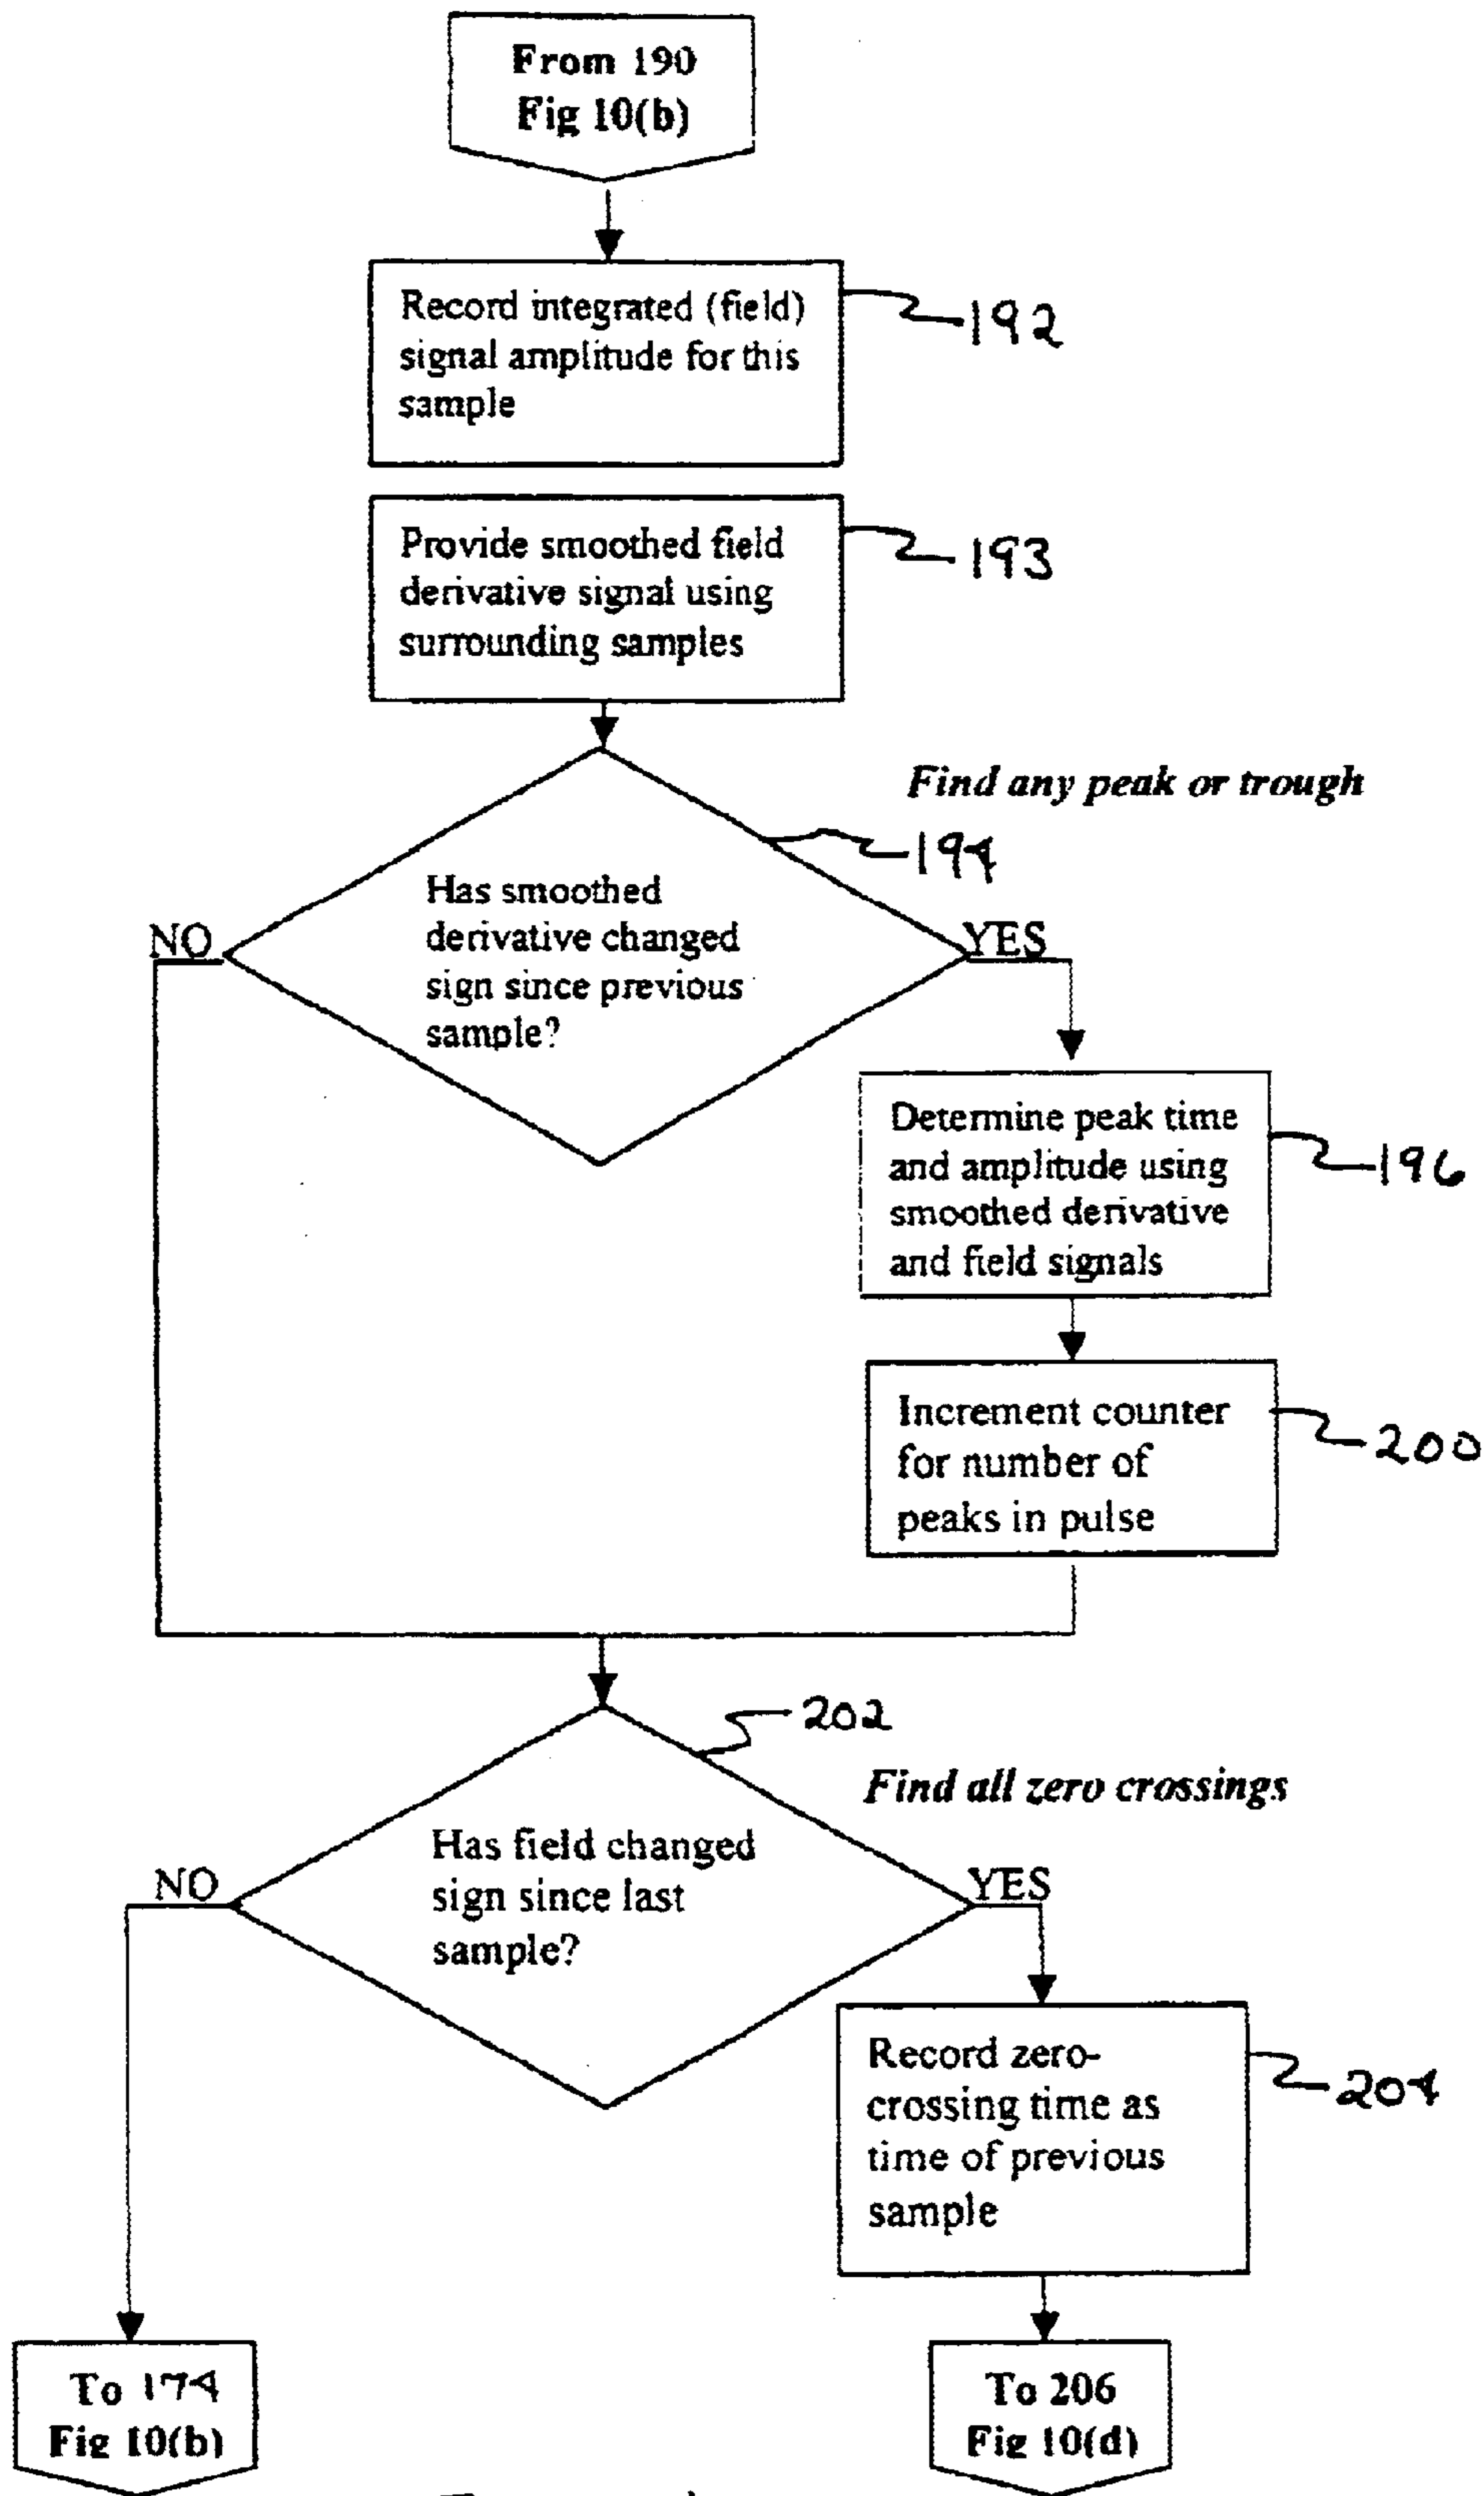 From 190
Fig 10(b)
Record integrated (field)
signal amplitude for this
sample
192
Provide smoothed field
derivative signal using
surrounding samples
193
Find any peak or trough
194
Has smoothed
derivative changed
sign since previous
sample?
NO
YES
Determine peak time
and amplitude using
smoothed derivative
and field signals
196
Increment counter
for number of
peaks in pulse
200
202
Find all zero crossings
Has field changed
sign since last
sample?
NO
YES
Record zero-
crossing time as
time of previous
sample
204
To 174
Fig 10(b)
To 206
Fig 10(d)